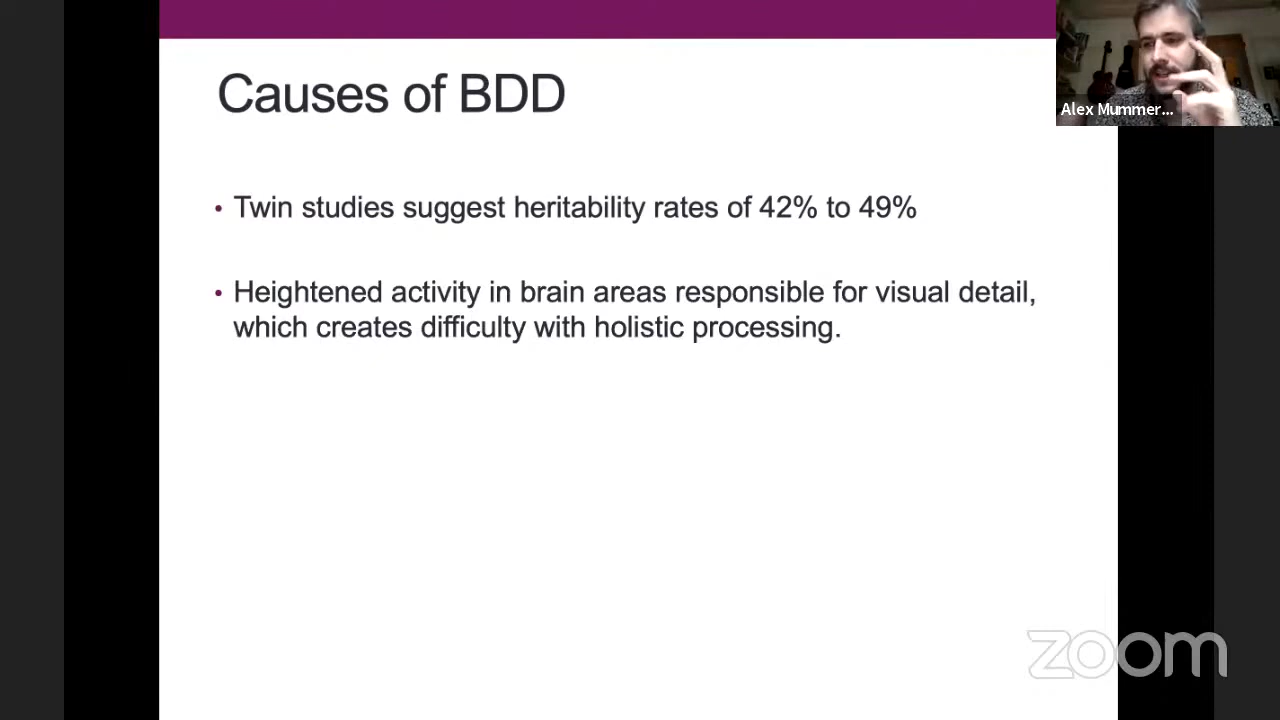 Causes of BDD
Alex Mummer...
• Twin studies suggest heritability rates of 42% to 49%
• Heightened activity in brain areas responsible for visual detail,
which creates difficulty with holistic processing.
zoom